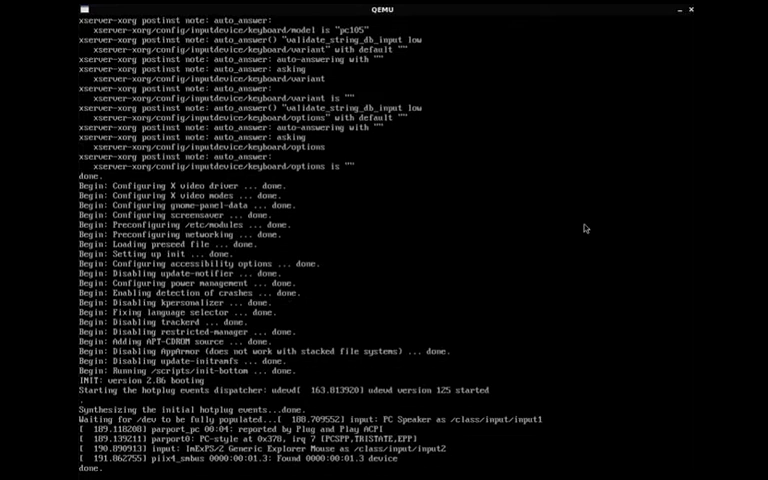 QEMU
xserver-xorg postinst note: auto_answer:
xserver-xorg/config/inputdevice/keyboard/model is "pc105"
xserver-xorg postinst note: auto_answer() "validate_string_db_input low
xserver-xorg/config/inputdevice/keyboard/variant" with default ""
xserver-xorg postinst note: auto_answer: auto-answering with ""
xserver-xorg postinst note: auto_answer: asking
xserver-xorg/config/inputdevice/keyboard/variant
xserver-xorg postinst note: auto_answer:
xserver-xorg/config/inputdevice/keyboard/variant is ""
xserver-xorg postinst note: auto_answer() "validate_string_db_input low
xserver-xorg/config/inputdevice/keyboard/options" with default ""
xserver-xorg postinst note: auto_answer: auto-answering with ""
xserver-xorg postinst note: auto_answer: asking
xserver-xorg/config/inputdevice/keyboard/options
xserver-xorg postinst note: auto_answer:
xserver-xorg/config/inputdevice/keyboard/options is ""
done.
Begin: Configuring X video driver ... done.
Begin: Configuring X video modes ... done.
Begin: Configuring gnome-panel-data ... done.
Begin: Configuring screensaver ... done.
Begin: Preconfiguring /etc/modules ... done.
Begin: Preconfiguring networking ... done.
Begin: Loading preseed file ... done.
Begin: Setting up init ... done.
Begin: Configuring accessibility options ... done.
Begin: Disabling update-notifier ... done.
Begin: Configuring power management ... done.
Begin: Enabling detection of crashes ... done.
Begin: Disabling kpersonalizer ... done.
Begin: Fixing language selector ... done.
Begin: Disabling trackerd ... done.
Begin: Disabling restricted-manager ... done.
Begin: Adding APT-CDROM source ... done.
Begin: Disabling AppArmor (does not work with stacked file systems) ... done.
Begin: Disabling update-initramfs ... done.
Begin: Running /scripts/init-bottom ... done.
INIT: version 2.86 booting
Starting the hotplug events dispatcher: udevd[  163.813920] udevd version 125 started
.
Synthesizing the initial hotplug events...done.
Waiting for /dev to be fully populated...[  188.709552] input: PC Speaker as /class/input/input1
[  189.118208] parport_pc 00:04: reported by Plug and Play ACPI
[  189.139211] parport0: PC-style at 0x378, irq 7 [PCSPP,TRISTATE,EPP]
[  190.890913] input: ImExPS/2 Generic Explorer Mouse as /class/input/input2
[  191.862755] piix4_smbus 0000:00:01.3: Found 0000:00:01.3 device
done.